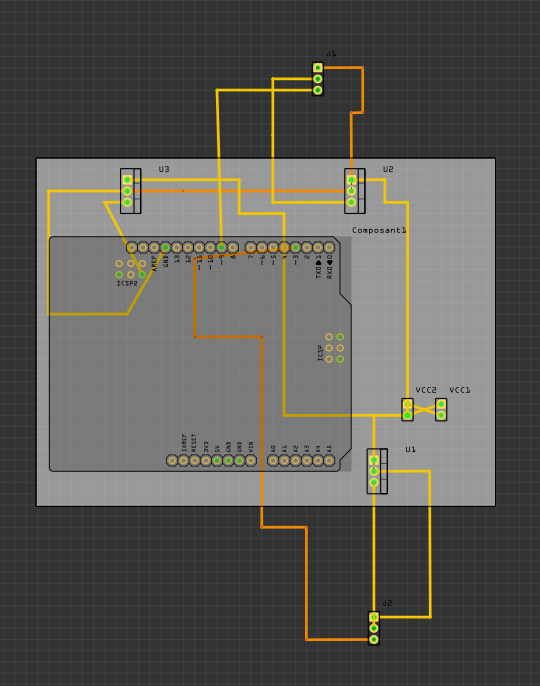 J1
U3
U2
Composant1
AREF
GND
13
12
~11
~10
~9
8
7
~6
~5
4
~3
2
TXD▶1
RXD◀0
ICSP2
ICSP
VCC2
VCC1
IOREF
RESET
3V3
5V
GND
GND
VIN
A0
A1
A2
A3
A4
A5
U1
J2